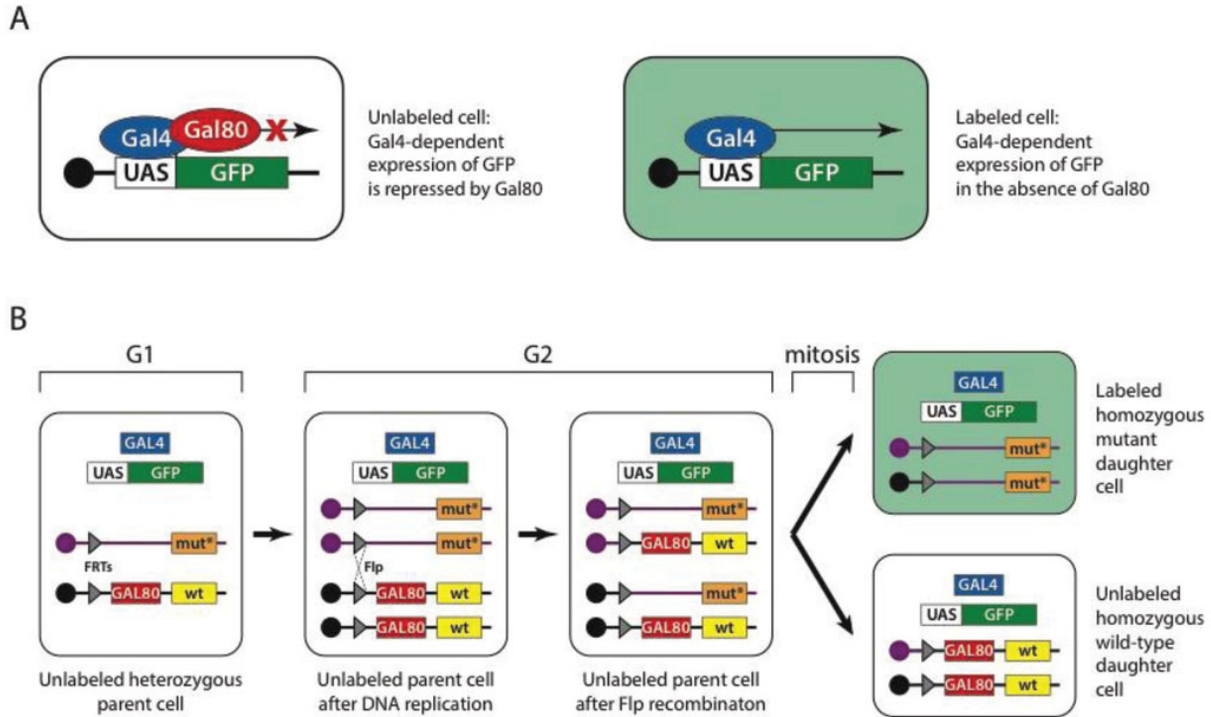 A
Gal4
Gal80
X
UAS
GFP
Unlabeled cell:
Gal4-dependent
expression of GFP
is repressed by Gal80
Gal4
UAS
GFP
Labeled cell:
Gal4-dependent
expression of GFP
in the absence of Gal80
B
G1
G2
mitosis
GAL4
UAS GFP
mut*
FRTs
GAL80 wt
Unlabeled heterozygous
parent cell
GAL4
UAS GFP
mut*
mut*
Flp
GAL80 wt
GAL80 wt
Unlabeled parent cell
after DNA replication
GAL4
UAS GFP
mut*
GAL80 wt
mut*
GAL80 wt
Unlabeled parent cell
after Flp recombinaton
GAL4
UAS GFP
mut*
mut*
Labeled
homozygous
mutant
daughter
cell
GAL4
UAS GFP
GAL80 wt
GAL80 wt
Unlabeled
homozygous
wild-type
daughter
cell